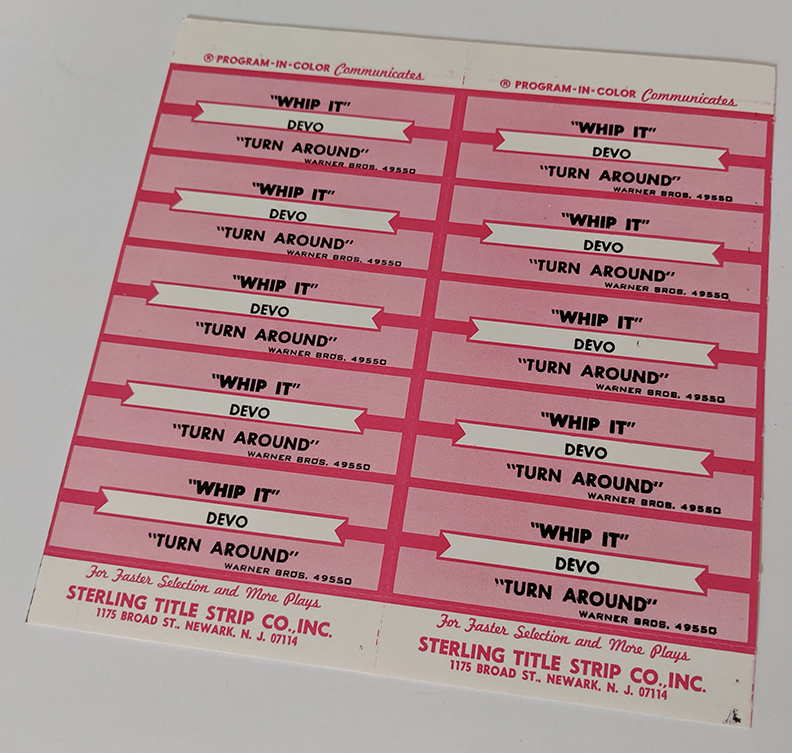 ® PROGRAM-IN-COLOR Communicates
"WHIP IT"
DEVO
"TURN AROUND"
WARNER BROS. 49550
"WHIP IT"
DEVO
"TURN AROUND"
WARNER BROS. 49550
"WHIP IT"
DEVO
"TURN AROUND"
WARNER BROS. 49550
"WHIP IT"
DEVO
"TURN AROUND"
WARNER BROS. 49550
"WHIP IT"
DEVO
"TURN AROUND"
WARNER BROS. 49550
For Faster Selection and More Plays
STERLING TITLE STRIP CO., INC.
1175 BROAD ST., NEWARK, N. J. 07114
® PROGRAM-IN-COLOR Communicates
"WHIP IT"
DEVO
"TURN AROUND"
WARNER BROS. 49550
"WHIP IT"
DEVO
"TURN AROUND"
WARNER BROS. 49550
"WHIP IT"
DEVO
"TURN AROUND"
WARNER BROS. 49550
"WHIP IT"
DEVO
"TURN AROUND"
WARNER BROS. 49550
"WHIP IT"
DEVO
"TURN AROUND"
WARNER BROS. 49550
For Faster Selection and More Plays
STERLING TITLE STRIP CO., INC.
1175 BROAD ST., NEWARK, N. J. 07114